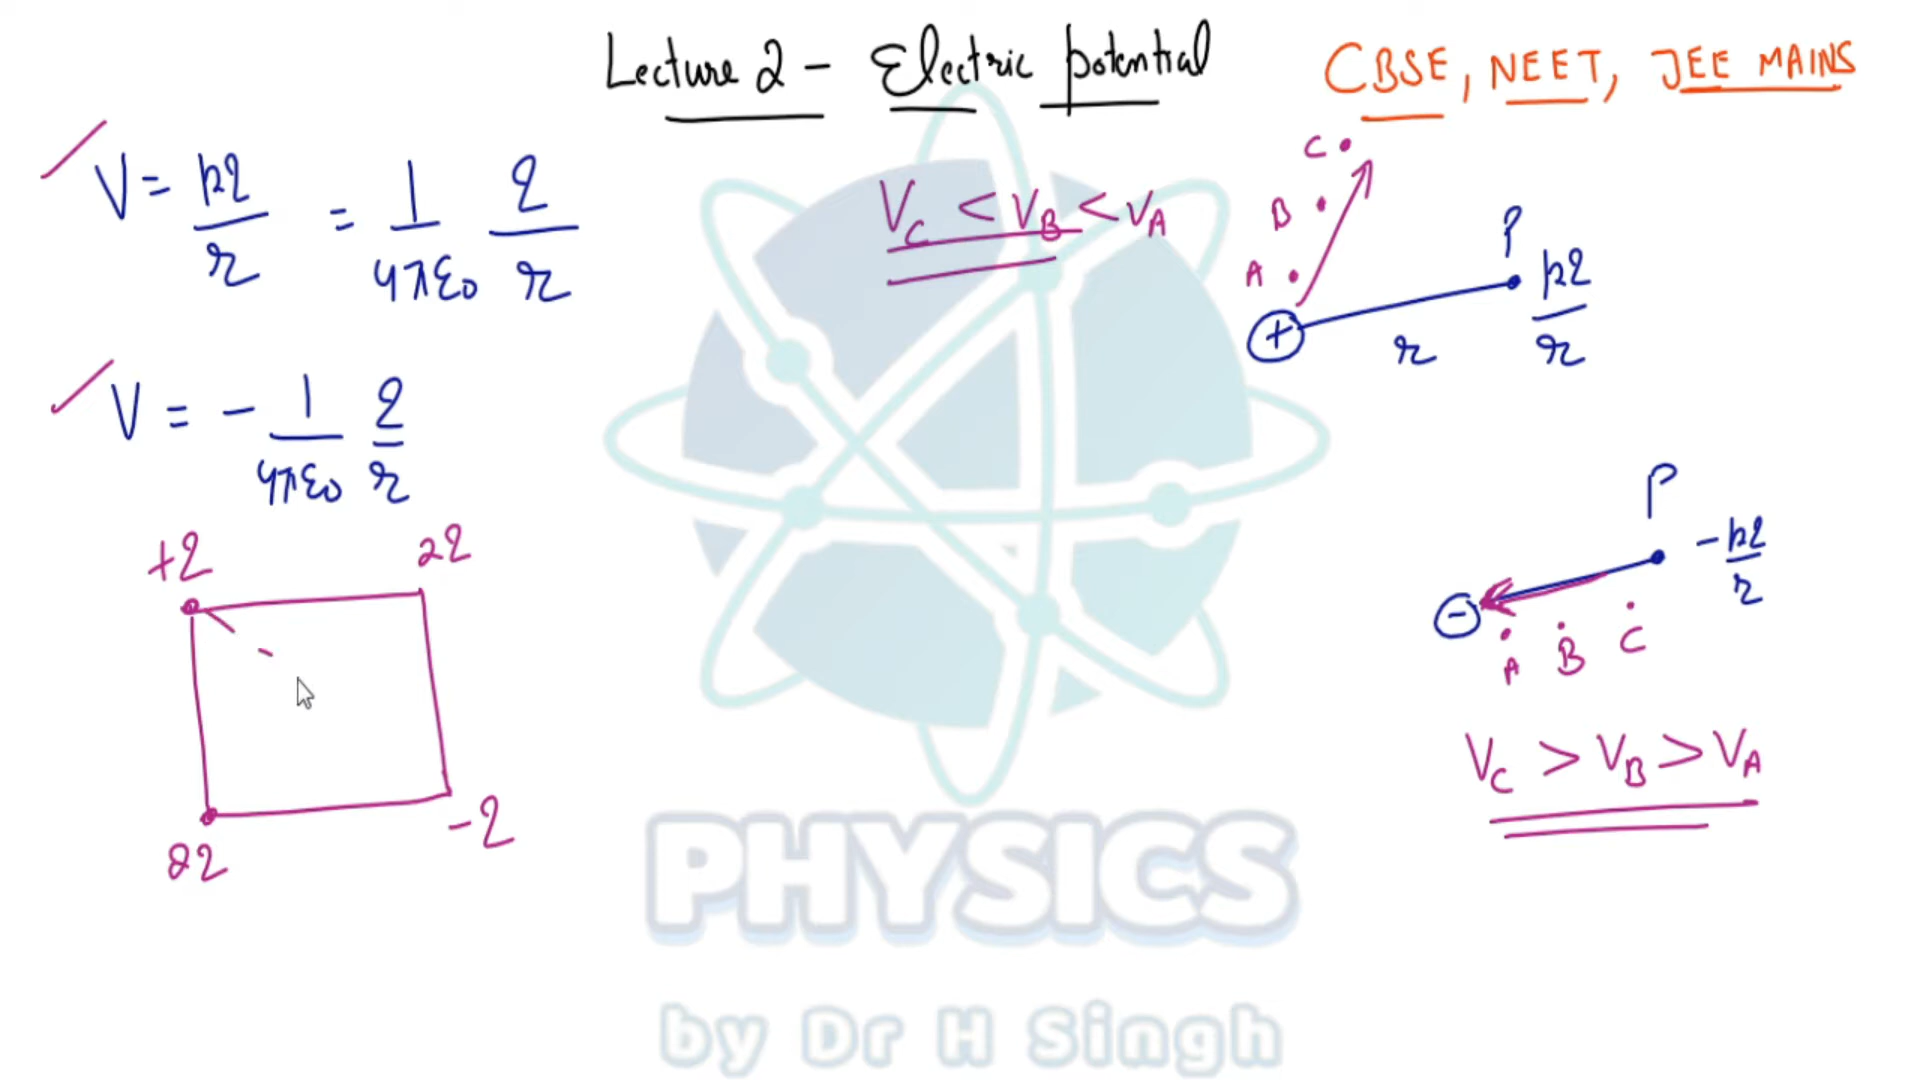 Lecture 2 - Electric potential
CBSE, NEET, JEE MAINS
V = kq/r = 1/4πε0 q/r
VC < VB < VA
C
B
A
+
r
P
kq/r
V = - 1/4πε0 q/r
P
-kq/r
-
A B C
VC > VB > VA
+q 2q
2q -q
PHYSICS
by Dr H Singh